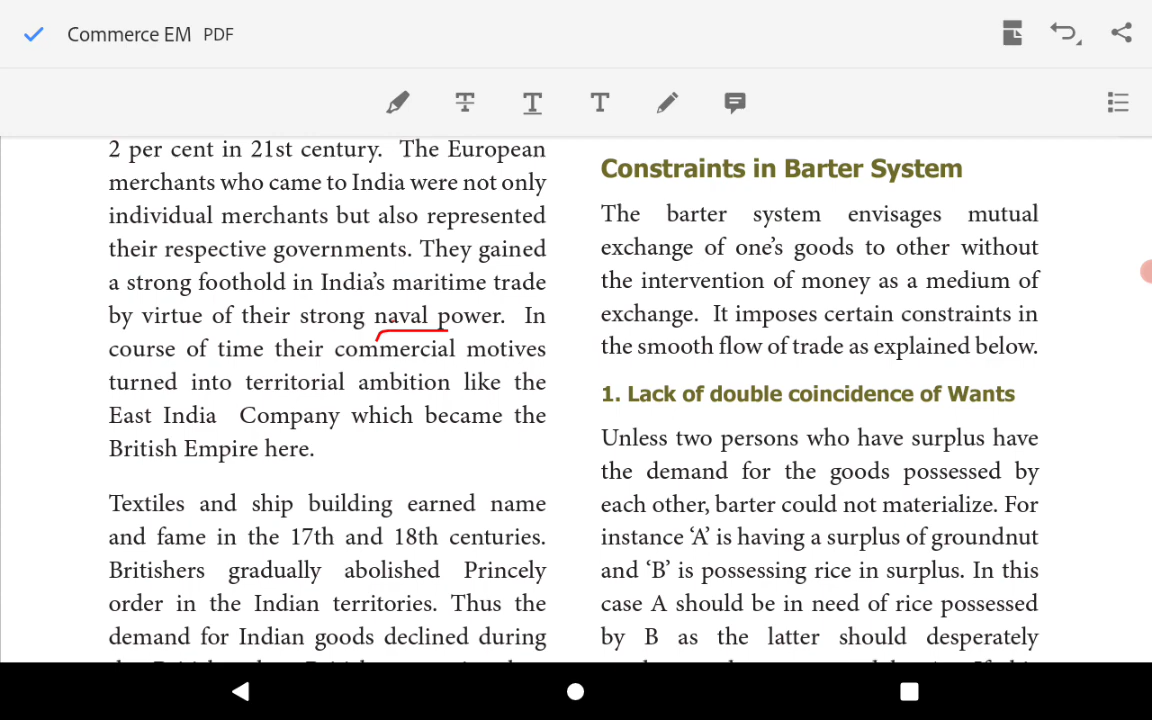 Commerce EM PDF
2 per cent in 21st century. The European
merchants who came to India were not only
individual merchants but also represented
their respective governments. They gained
a strong foothold in India's maritime trade
by virtue of their strong naval power. In
course of time their commercial motives
turned into territorial ambition like the
East India Company which became the
British Empire here.
Textiles and ship building earned name
and fame in the 17th and 18th centuries.
Britishers gradually abolished Princely
order in the Indian territories. Thus the
demand for Indian goods declined during
Constraints in Barter System
The barter system envisages mutual
exchange of one's goods to other without
the intervention of money as a medium of
exchange. It imposes certain constraints in
the smooth flow of trade as explained below.
1. Lack of double coincidence of Wants
Unless two persons who have surplus have
the demand for the goods possessed by
each other, barter could not materialize. For
instance ‘A’ is having a surplus of groundnut
and ‘B’ is possessing rice in surplus. In this
case A should be in need of rice possessed
by B as the latter should desperately